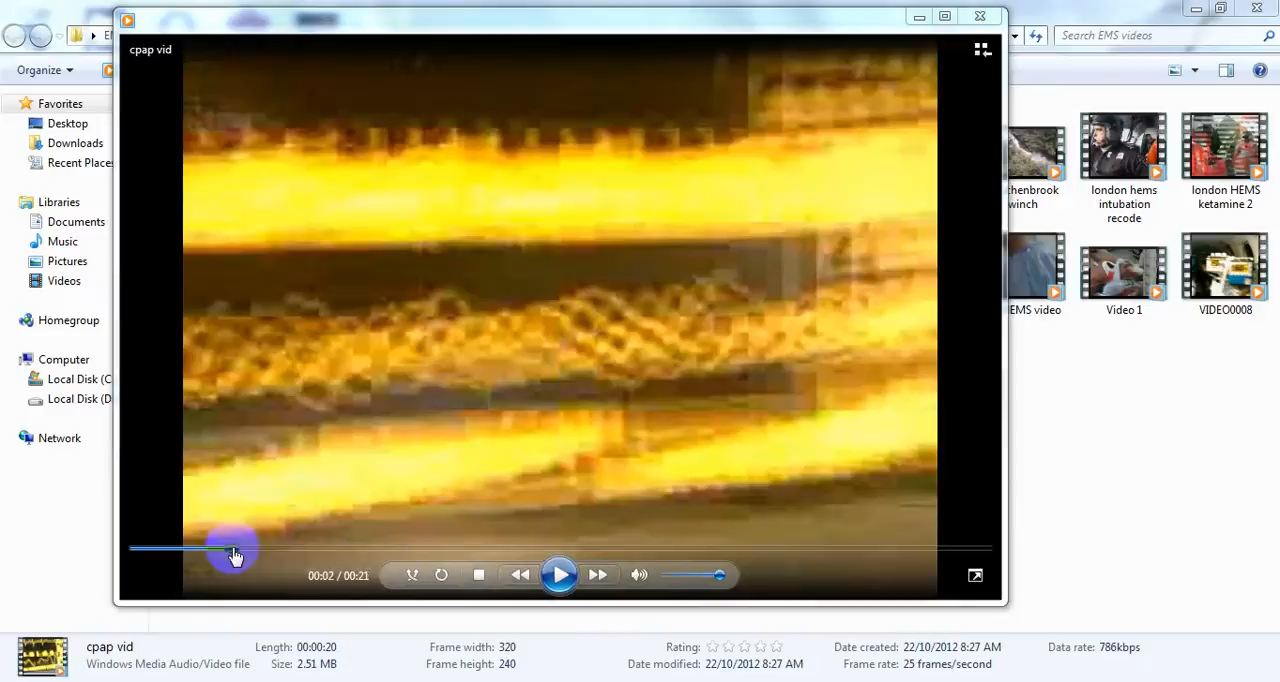 cpap vid
Search EMS videos
Organize
Favorites
Desktop
Downloads
Recent Places
Libraries
Documents
Music
Pictures
Videos
Homegroup
Computer
Local Disk (C
Local Disk (D
Network
winch
london hems
intubation
recode
london HEMS
ketamine 2
EMS video
Video 1
VIDEO0008
00:02 / 00:21
cpap vid
Windows Media Audio/Video file
Length: 00:00:20
Size: 2.51 MB
Frame width: 320
Frame height: 240
Rating:
Date modified: 22/10/2012 8:27 AM
Date created: 22/10/2012 8:27 AM
Frame rate: 25 frames/second
Data rate: 786kbps